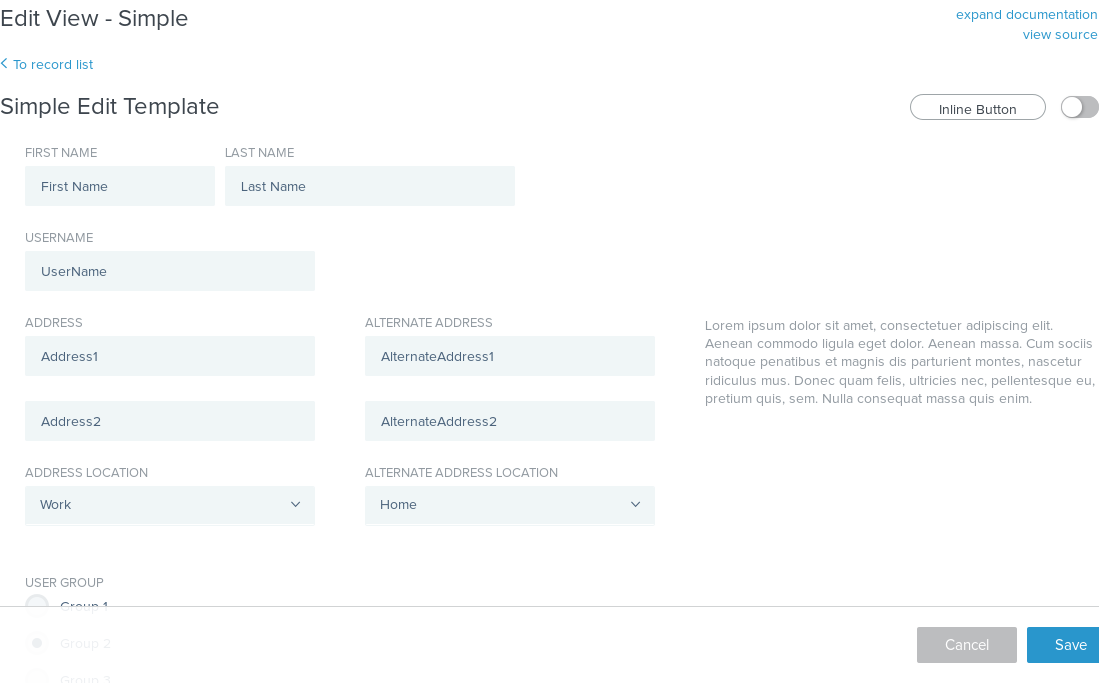 Edit View - Simple
expand documentation
view source
To record list
Simple Edit Template
Inline Button
FIRST NAME
LAST NAME
First Name
Last Name
USERNAME
UserName
ADDRESS
ALTERNATE ADDRESS
Address1
AlternateAddress1
Lorem ipsum dolor sit amet, consectetuer adipiscing elit.
Aenean commodo ligula eget dolor. Aenean massa. Cum sociis
natoque penatibus et magnis dis parturient montes, nascetur
ridiculus mus. Donec quam felis, ultricies nec, pellentesque eu,
pretium quis, sem. Nulla consequat massa quis enim.
Address2
AlternateAddress2
ADDRESS LOCATION
ALTERNATE ADDRESS LOCATION
Work
Home
USER GROUP
Group 1
Group 2
Group 3
Cancel
Save